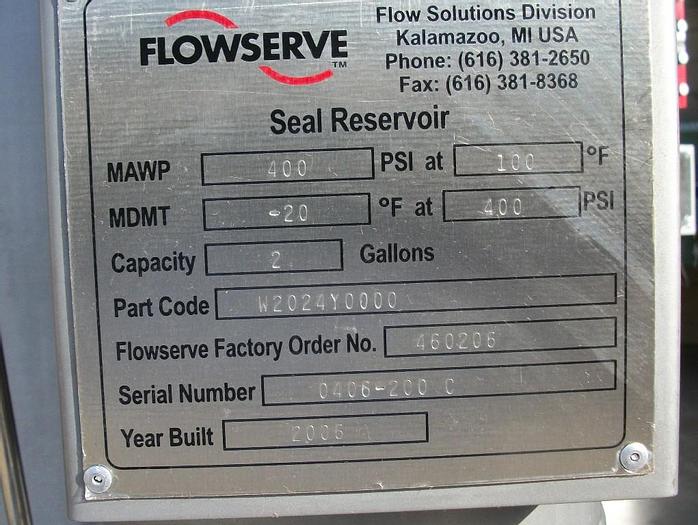 FLOWSERVE TM
Flow Solutions Division
Kalamazoo, MI USA
Phone: (616) 381-2650
Fax: (616) 381-8368
Seal Reservoir
MAWP 400 PSI at 100 °F
MDMT -20 °F at 400 PSI
Capacity 2 Gallons
Part Code W2024Y0000
Flowserve Factory Order No. 460206
Serial Number 0406-200 C
Year Built 2006